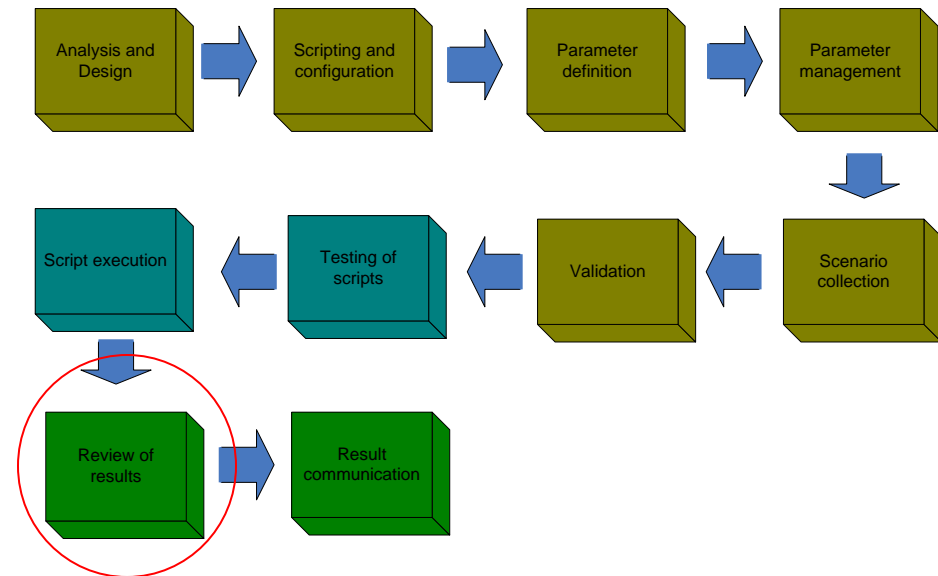 Analysis and
Design
Scripting and
configuration
Parameter
definition
Parameter
management
Scenario
collection
Validation
Testing of
scripts
Script execution
Review of
results
Result
communication